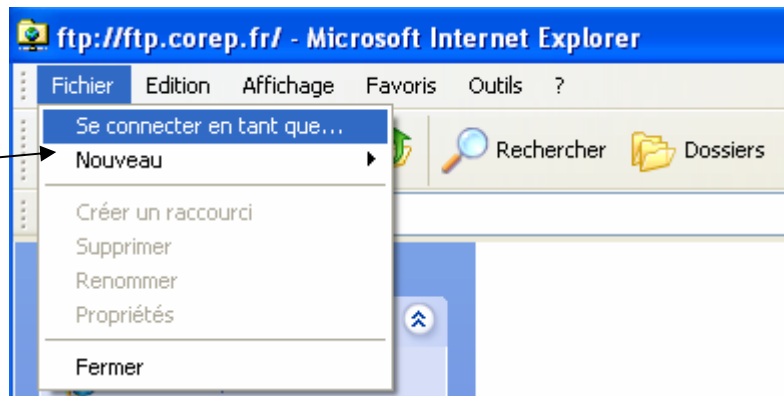 ftp://ftp.corep.fr/ - Microsoft Internet Explorer
Fichier Edition Affichage Favoris Outils ?
Se connecter en tant que...
Nouveau
Rechercher Dossiers
Créer un raccourci
Supprimer
Renommer
Propriétés
Fermer